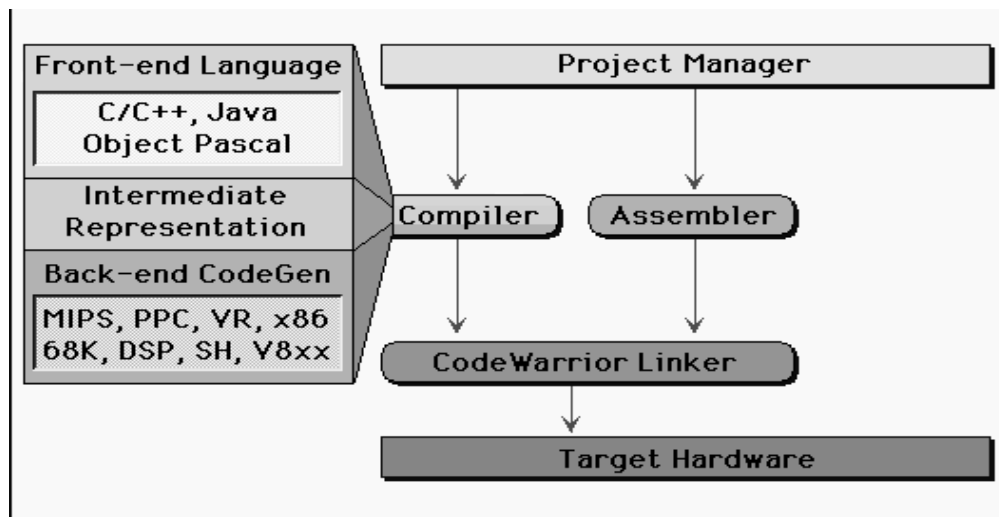 Front-end Language
C/C++, Java
Object Pascal
Intermediate
Representation
Back-end CodeGen
MIPS, PPC, VR, x86
68K, DSP, SH, V8xx
Project Manager
Compiler
Assembler
CodeWarrior Linker
Target Hardware